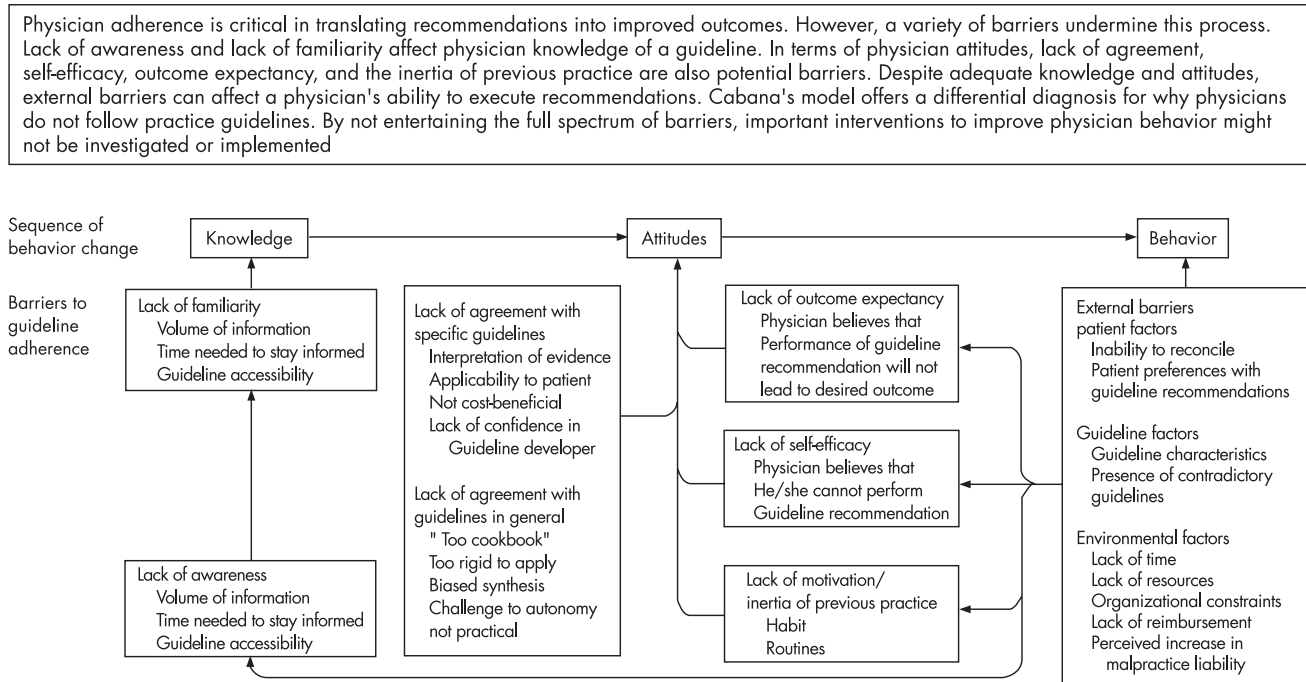 Physician adherence is critical in translating recommendations into improved outcomes. However, a variety of barriers undermine this process.
Lack of awareness and lack of familiarity affect physician knowledge of a guideline. In terms of physician attitudes, lack of agreement,
self-efficacy, outcome expectancy, and the inertia of previous practice are also potential barriers. Despite adequate knowledge and attitudes,
external barriers can affect a physician's ability to execute recommendations. Cabana's model offers a differential diagnosis for why physicians
do not follow practice guidelines. By not entertaining the full spectrum of barriers, important interventions to improve physician behavior might
not be investigated or implemented
Sequence of
behavior change
Knowledge
Attitudes
Behavior
Barriers to
guideline
adherence
Lack of familiarity
Volume of information
Time needed to stay informed
Guideline accessibility
Lack of awareness
Volume of information
Time needed to stay informed
Guideline accessibility
Lack of agreement with
specific guidelines
Interpretation of evidence
Applicability to patient
Not cost-beneficial
Lack of confidence in
Guideline developer
Lack of agreement with
guidelines in general
" Too cookbook"
Too rigid to apply
Biased synthesis
Challenge to autonomy
not practical
Lack of outcome expectancy
Physician believes that
Performance of guideline
recommendation will not
lead to desired outcome
Lack of self-efficacy
Physician believes that
He/she cannot perform
Guideline recommendation
Lack of motivation/
inertia of previous practice
Habit
Routines
External barriers
patient factors
Inability to reconcile
Patient preferences with
guideline recommendations
Guideline factors
Guideline characteristics
Presence of contradictory
guidelines
Environmental factors
Lack of time
Lack of resources
Organizational constraints
Lack of reimbursement
Perceived increase in
malpractice liability